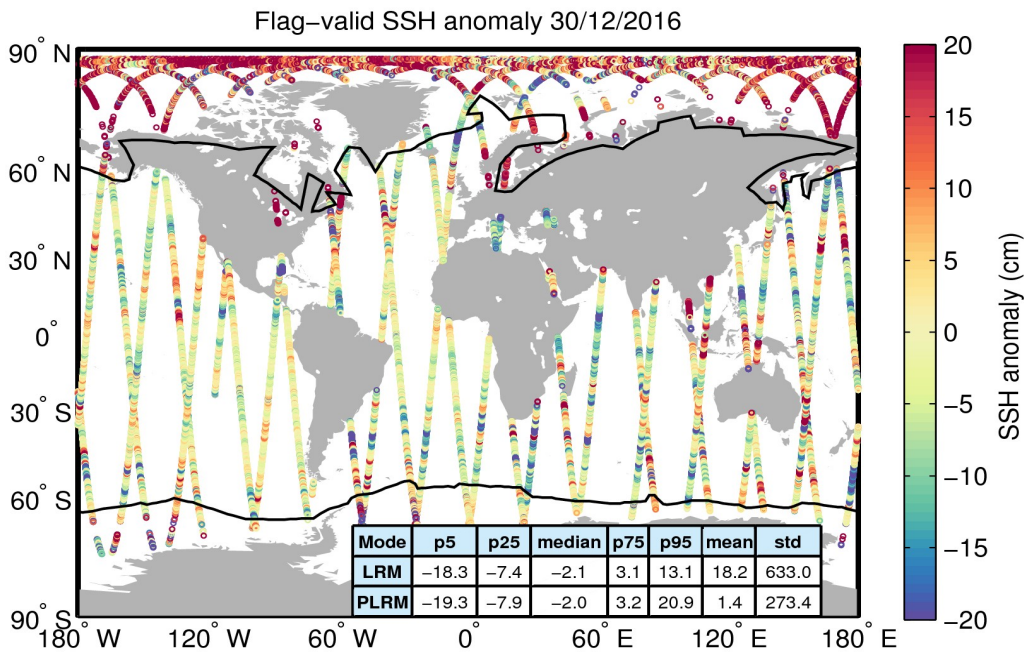 Flag−valid SSH anomaly 30/12/2016
90° N
60° N
30° N
0°
30° S
60° S
90° S
180° W
120° W
60° W
0°
60° E
120° E
180° E
Mode p5 p25 median p75 p95 mean std
LRM −18.3 −7.4 −2.1 3.1 13.1 18.2 633.0
PLRM −19.3 −7.9 −2.0 3.2 20.9 1.4 273.4
20
15
10
5
0
−5
−10
−15
−20
SSH anomaly (cm)